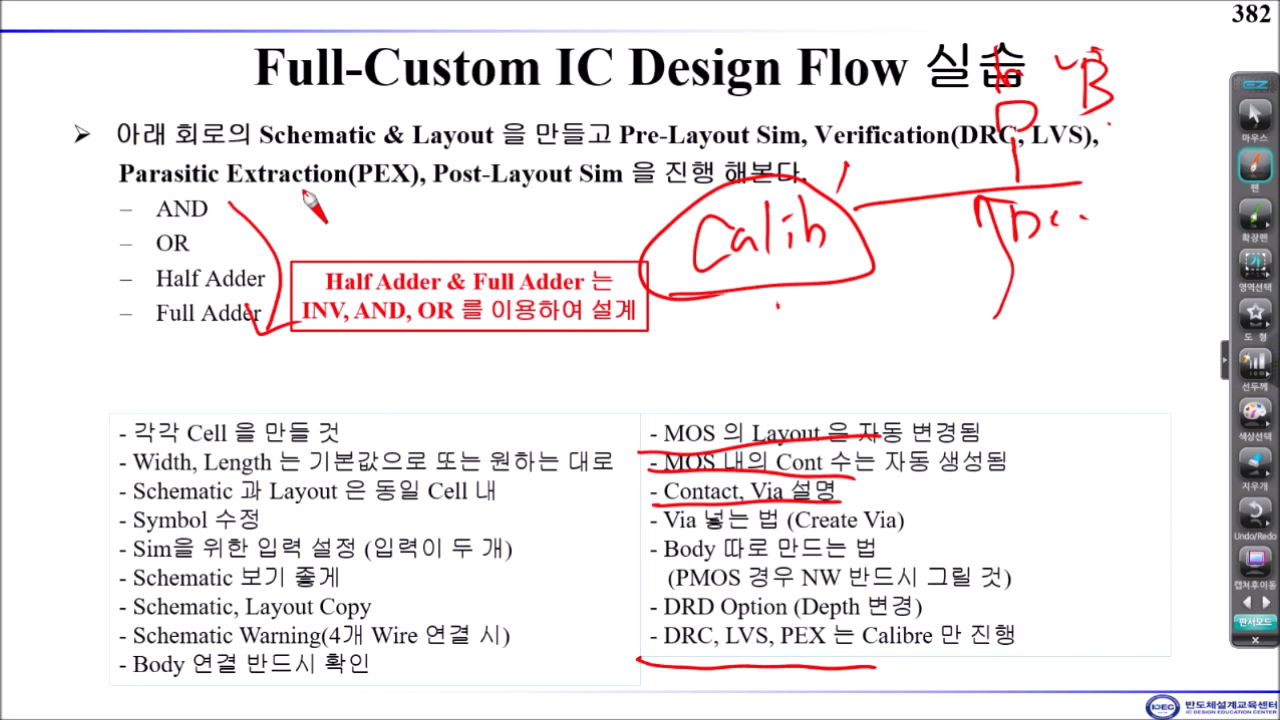 382
Full-Custom IC Design Flow 실습
➤ 아래 회로의 Schematic & Layout 을 만들고 Pre-Layout Sim, Verification(DRC, LVS),
Parasitic Extraction(PEX), Post-Layout Sim 을 진행 해본다.
– AND
– OR
– Half Adder
– Full Adder
Half Adder & Full Adder 는
INV, AND, OR 를 이용하여 설계
Calib
- 각각 Cell 을 만들 것
- Width, Length 는 기본값으로 또는 원하는 대로
- Schematic 과 Layout 은 동일 Cell 내
- Symbol 수정
- Sim을 위한 입력 설정 (입력이 두 개)
- Schematic 보기 좋게
- Schematic, Layout Copy
- Schematic Warning(4개 Wire 연결 시)
- Body 연결 반드시 확인
- MOS 의 Layout 은 자동 변경됨
- MOS 내의 Cont 수는 자동 생성됨
- Contact, Via 설명
- Via 넣는 법 (Create Via)
- Body 따로 만드는 법
(PMOS 경우 NW 반드시 그릴 것)
- DRD Option (Depth 변경)
- DRC, LVS, PEX 는 Calibre 만 진행
EZ
마우스
펜
확장펜
영역선택
도 형
선두께
색상선택
지우개
Undo/Redo
캡처후이동
판서모드
IDEC 반도체설계교육센터
IC DESIGN EDUCATION CENTER